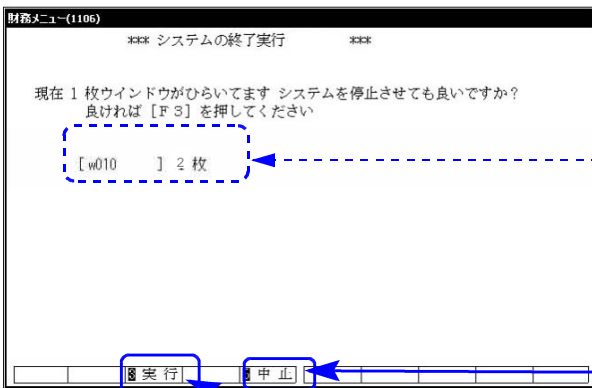 財務メニュー(1106)
*** システムの終了実行 ***
現在 1 枚ウインドウがひらいてます システムを停止させても良いですか?
良ければ [F3] を押してください
[w010 ] 2 枚
実 行 中 止